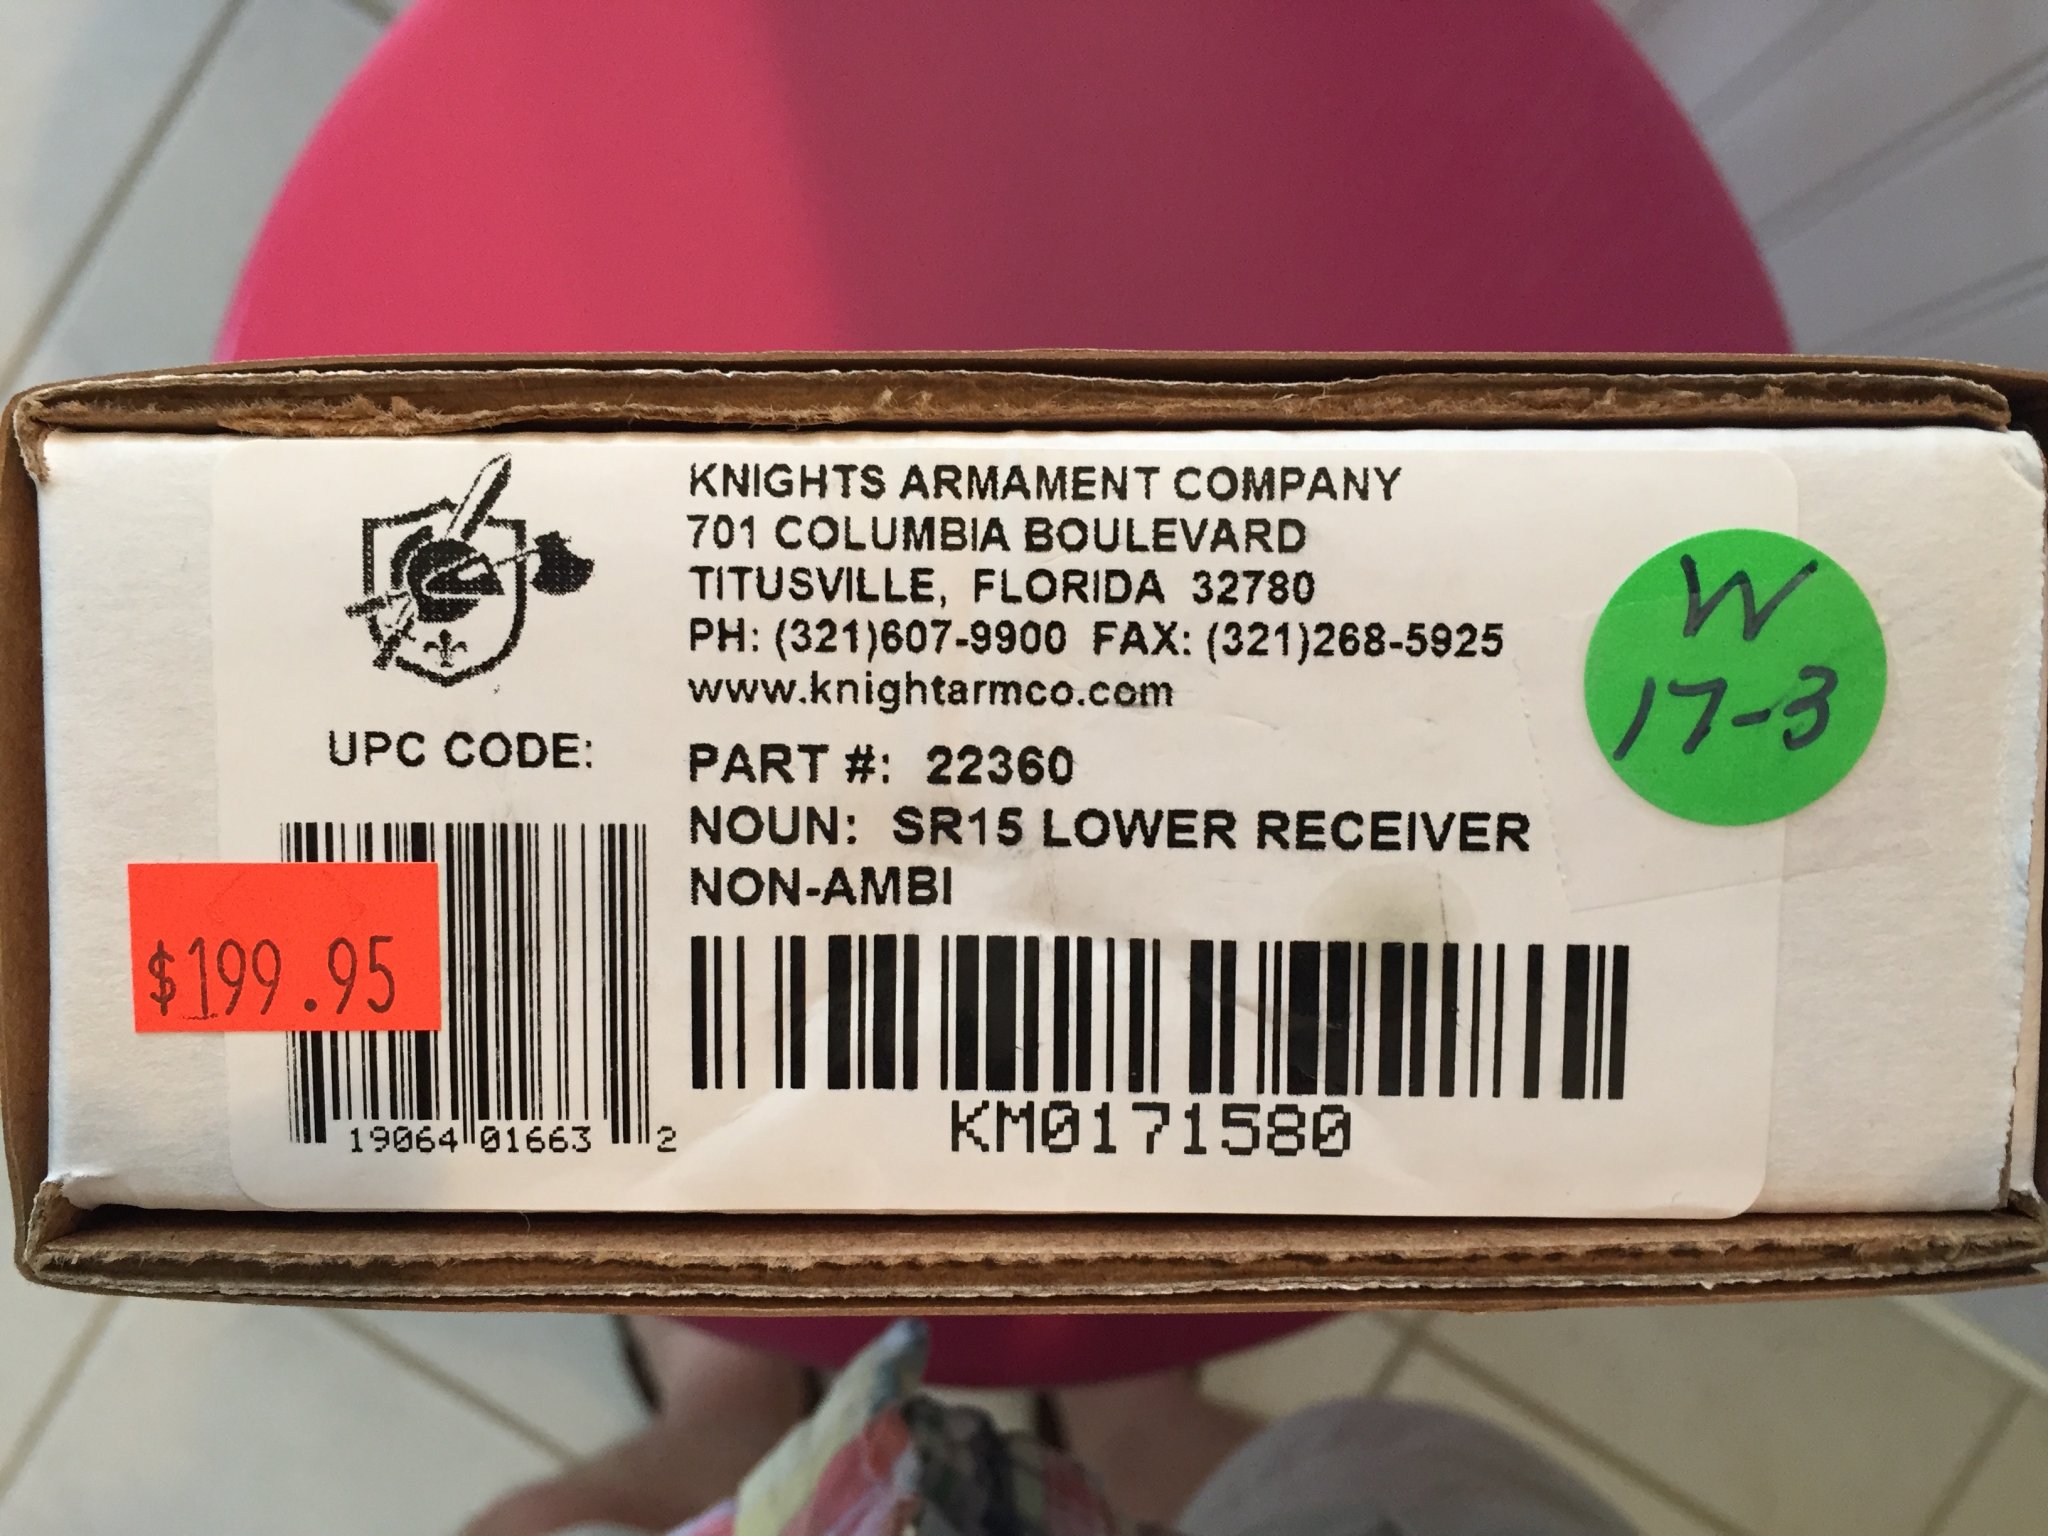 KNIGHTS ARMAMENT COMPANY
701 COLUMBIA BOULEVARD
TITUSVILLE, FLORIDA 32780
PH: (321)607-9900 FAX: (321)268-5925
www.knightarmco.com
W
17-3
UPC CODE:
PART #: 22360
NOUN: SR15 LOWER RECEIVER
NON-AMBI
$199.95
19064 01663 2
KM0171580